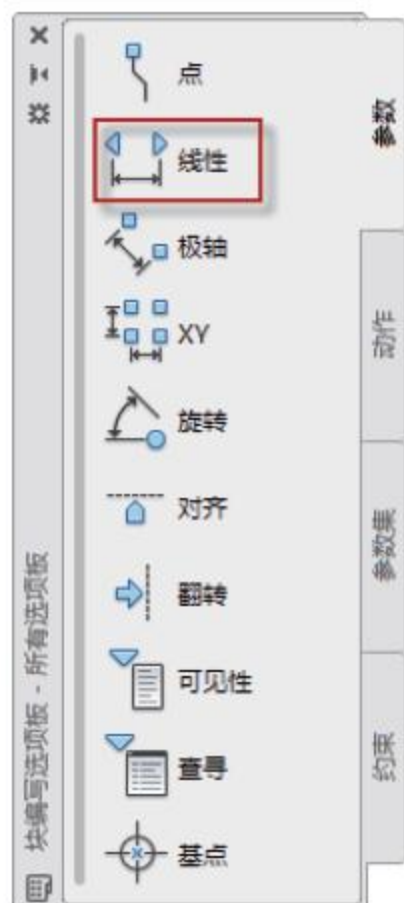 点
线性
极轴
XY
旋转
对齐
翻转
可见性
查寻
基点
参数
动作
参数集
约束
块编写选项板 - 所有选项板